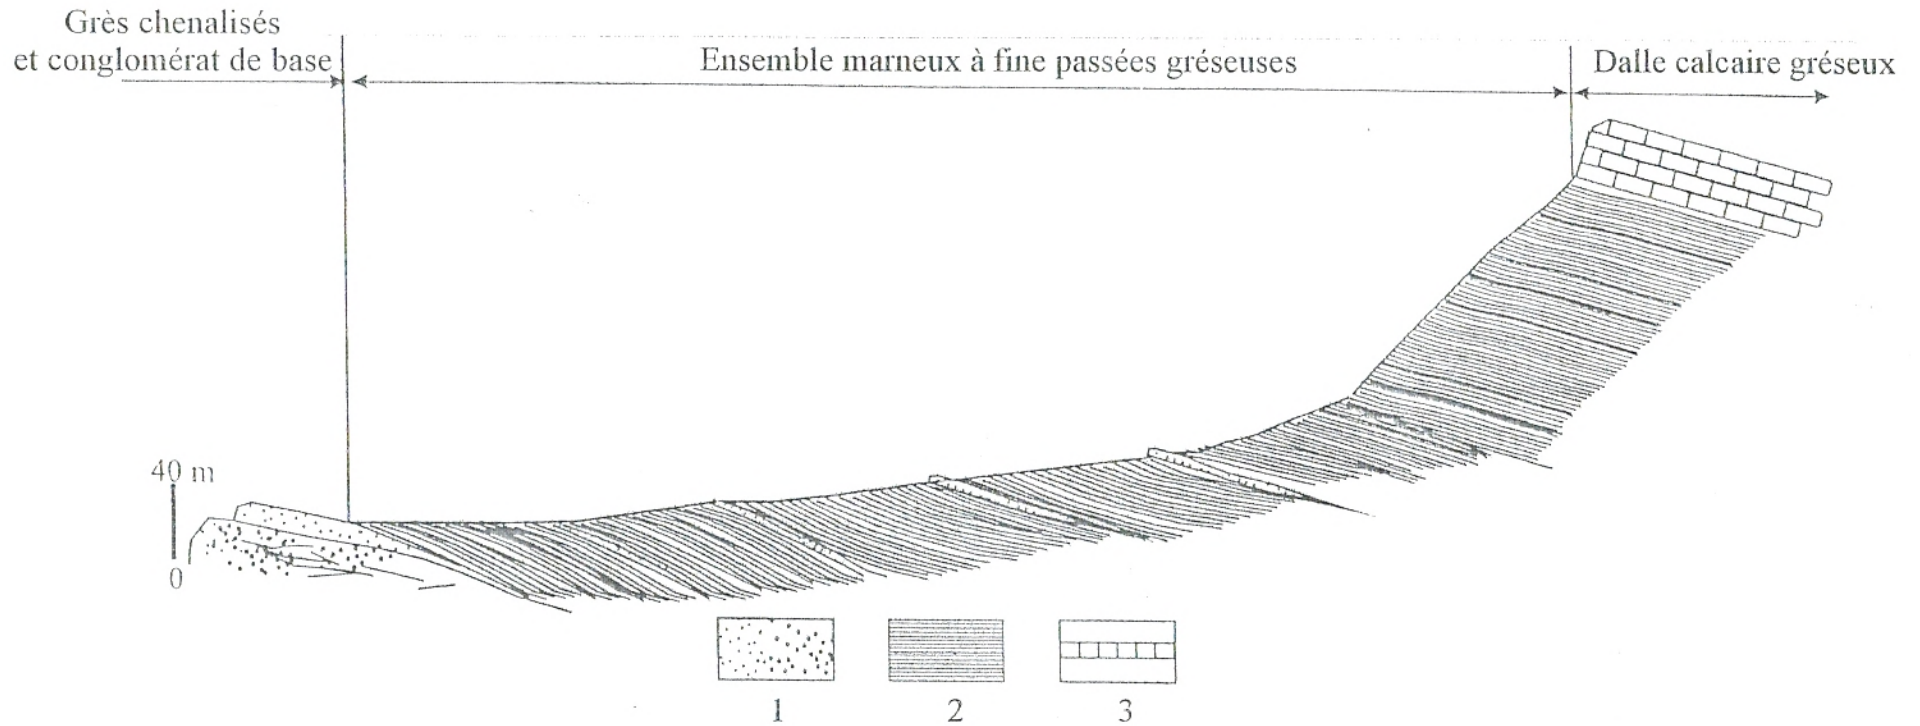 Grès chenalisés
et conglomérat de base
Ensemble marneux à fine passées gréseuses
Dalle calcaire gréseux
40 m
0
1
2
3